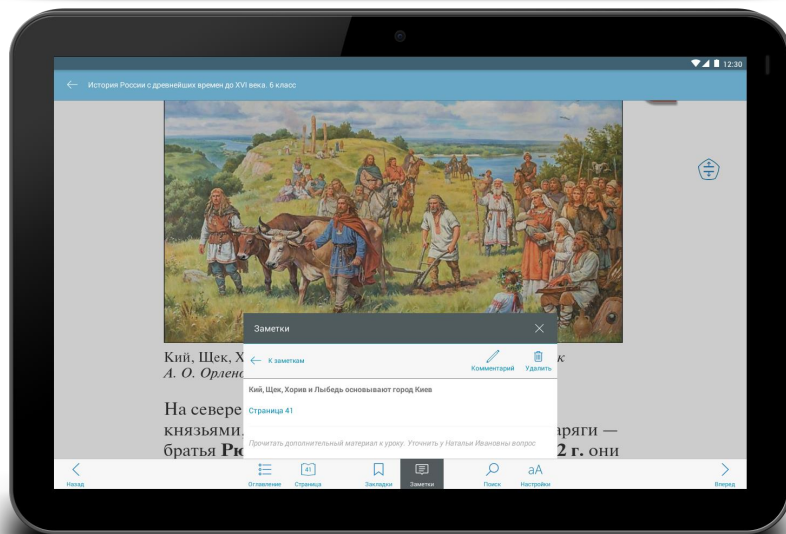 12:30
История России с древнейших времен до XVI века. 6 класс
Заметки
К заметкам
Комментарий
Удалить
Кий, Щек, Хорив и Лыбедь основывают город Киев
Страница 41
Прочитать дополнительный материал к уроку. Уточнить у Натальи Ивановны вопрос
Кий, Щек, Х
А. О. Орлен
На севере
князьями. аряги —
братья Рю 2 г. они
Назад
Оглавление
41
Страница
Закладки
Заметки
Поиск
аА
Настройки
Вперед